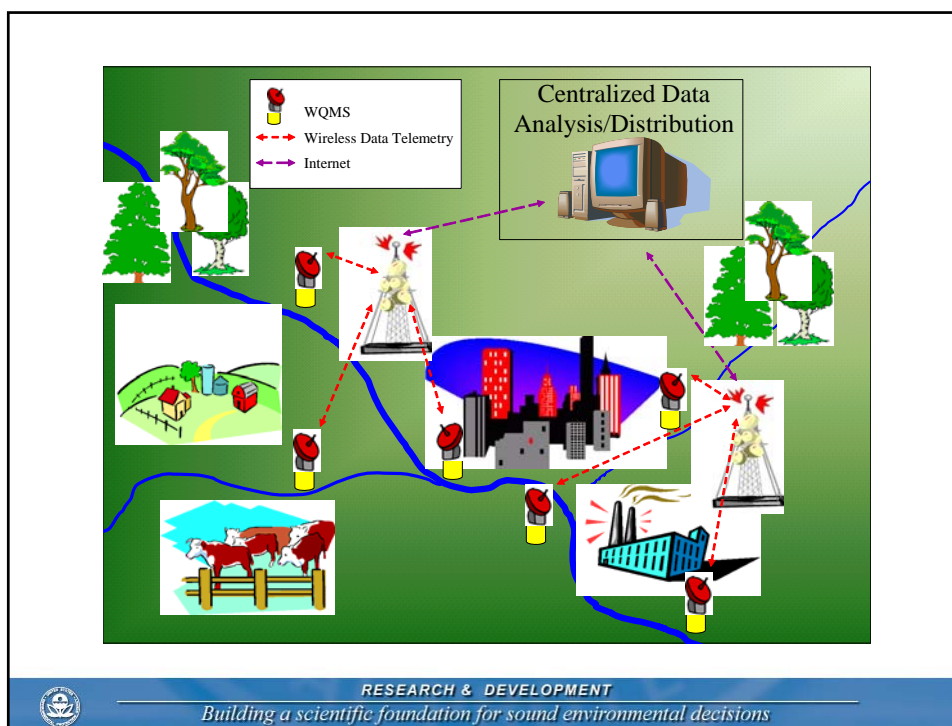 WQMS
Wireless Data Telemetry
Internet
Centralized Data
Analysis/Distribution
RESEARCH & DEVELOPMENT
Building a scientific foundation for sound environmental decisions